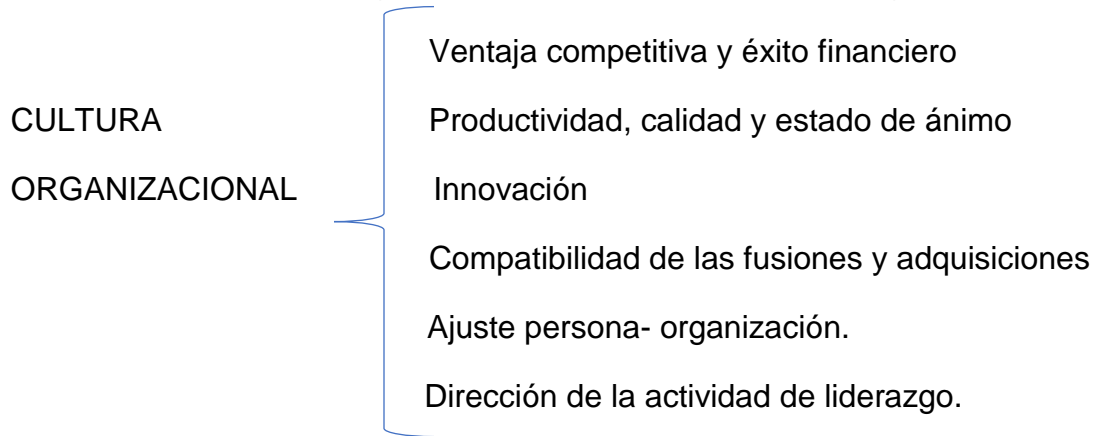 Ventaja competitiva y éxito financiero
CULTURA
Productividad, calidad y estado de ánimo
ORGANIZACIONAL
Innovación
Compatibilidad de las fusiones y adquisiciones
Ajuste persona- organización.
Dirección de la actividad de liderazgo.